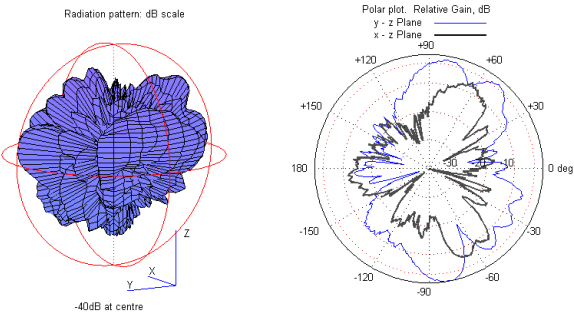 Radiation pattern: dB scale
Z
X
Y
-40dB at centre
Polar plot. Relative Gain, dB
y - z Plane
x - z Plane
+90
+120
+60
+150
+30
180
-30
-20
-10
0 deg
-150
-30
-120
-60
-90